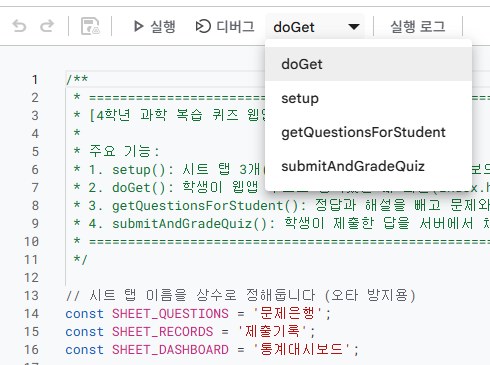 실행 디버그 doGet 실행 로그
doGet
setup
getQuestionsForStudent
submitAndGradeQuiz
1 /**
2 * ==================================================
3 * [4학년 과학 복습 퀴즈 웹
4 *
5 * 주요 기능:
6 * 1. setup(): 시트 탭 3개(
7 * 2. doGet(): 학생이 웹앱
8 * 3. getQuestionsForStudent(): 정답과 해설을 빼고 문제와
9 * 4. submitAndGradeQuiz(): 학생이 제출한 답을 서버에서
10 * ==================================================
11 */
12
13 // 시트 탭 이름을 상수로 정해둡니다 (오타 방지용)
14 const SHEET_QUESTIONS = '문제은행';
15 const SHEET_RECORDS = '제출기록';
16 const SHEET_DASHBOARD = '통계대시보드';